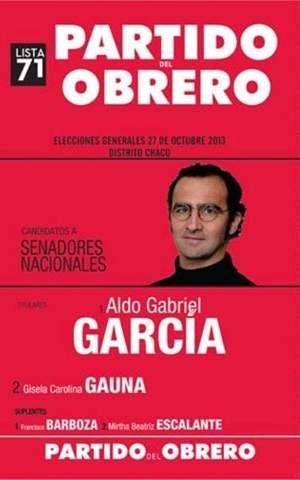 LISTA
71
PARTIDO
DEL
OBRERO
ELECCIONES GENERALES 27 DE OCTUBRE 2013
DISTRITO CHACO
CANDIDATOS A
SENADORES
NACIONALES
TITULARES
1. Aldo Gabriel
GARCÍA
2. Gisela Carolina GAUNA
SUPLENTES
1. Francisco BARBOZA 2. Mirtha Beatriz ESCALANTE
PARTIDO DEL OBRERO